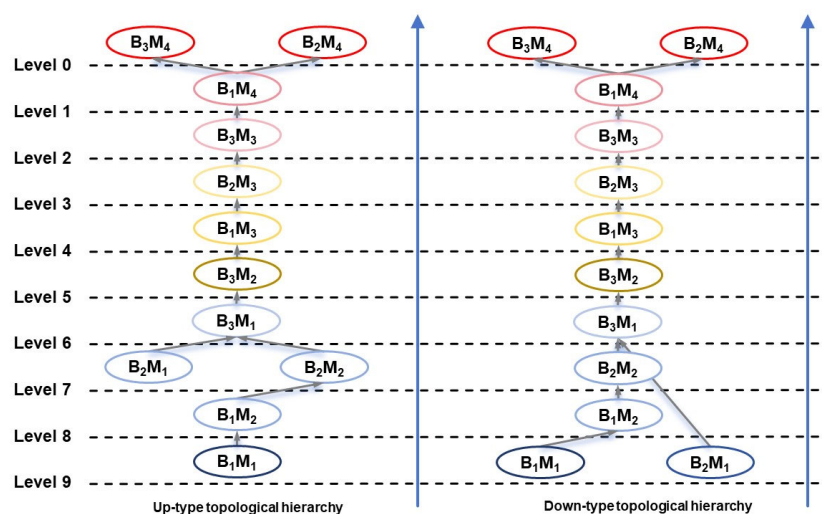 B₃M₄ B₂M₄ B₃M₄ B₂M₄
Level 0
B₁M₄ B₁M₄
Level 1
B₃M₃ B₃M₃
Level 2
B₂M₃ B₂M₃
Level 3
B₁M₃ B₁M₃
Level 4
B₃M₂ B₃M₂
Level 5
B₃M₁ B₃M₁
Level 6
B₂M₁ B₂M₂ B₂M₂
Level 7
B₁M₂ B₁M₂
Level 8
B₁M₁ B₁M₁ B₂M₁
Level 9
Up-type topological hierarchy Down-type topological hierarchy